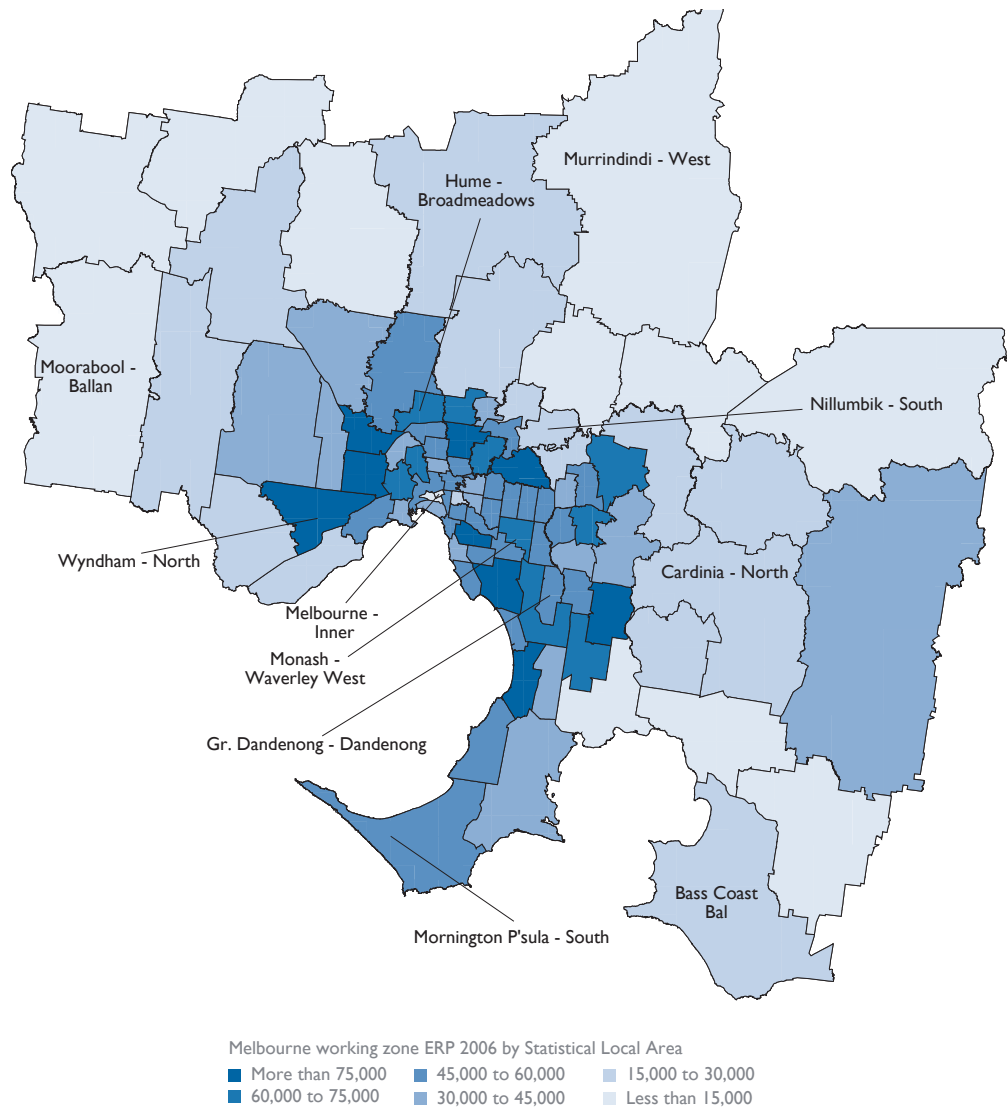 Murrindindi - West
Hume -
Broadmeadows
Moorabool -
Ballan
Nillumbik - South
Wyndham - North
Cardinia - North
Melbourne -
Inner
Monash -
Waverley West
Gr. Dandenong - Dandenong
Bass Coast
Bal
Mornington P'sula - South
Melbourne working zone ERP 2006 by Statistical Local Area
More than 75,000
45,000 to 60,000
15,000 to 30,000
60,000 to 75,000
30,000 to 45,000
Less than 15,000